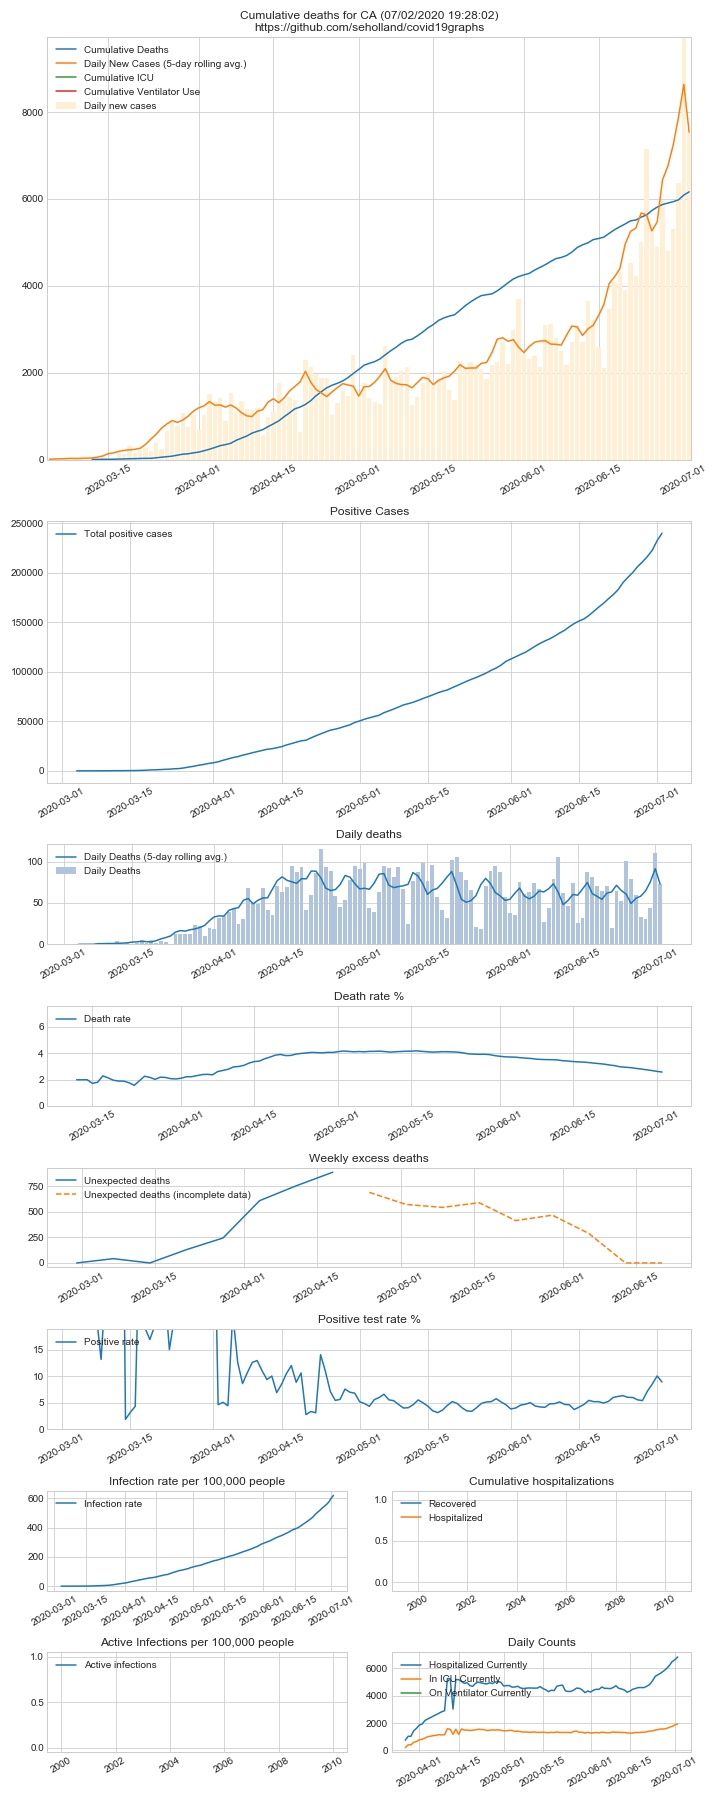 Cumulative deaths for CA (07/02/2020 19:28:02)
https://github.com/seholland/covid19graphs
Cumulative Deaths
Daily New Cases (5-day rolling avg.)
Cumulative ICU
Cumulative Ventilator Use
Daily new cases
8000
6000
4000
2000
0
2020-03-15 2020-04-01 2020-04-15 2020-05-01 2020-05-15 2020-06-01 2020-06-15 2020-07-01
Positive Cases
Total positive cases
250000
200000
150000
100000
50000
0
2020-03-01 2020-03-15 2020-04-01 2020-04-15 2020-05-01 2020-05-15 2020-06-01 2020-06-15 2020-07-01
Daily deaths
Daily Deaths (5-day rolling avg.)
Daily Deaths
100
50
0
2020-03-01 2020-03-15 2020-04-01 2020-04-15 2020-05-01 2020-05-15 2020-06-01 2020-06-15 2020-07-01
Death rate %
Death rate
6
4
2
0
2020-03-15 2020-04-01 2020-04-15 2020-05-01 2020-05-15 2020-06-01 2020-06-15 2020-07-01
Weekly excess deaths
Unexpected deaths
Unexpected deaths (incomplete data)
750
500
250
0
2020-03-01 2020-03-15 2020-04-01 2020-04-15 2020-05-01 2020-05-15 2020-06-01 2020-06-15
Positive test rate %
Positive rate
15
10
5
0
2020-03-01 2020-03-15 2020-04-01 2020-04-15 2020-05-01 2020-05-15 2020-06-01 2020-06-15 2020-07-01
Infection rate per 100,000 people
Infection rate
600
400
200
0
2020-03-01 2020-03-15 2020-04-01 2020-04-15 2020-05-01 2020-05-15 2020-06-01 2020-06-15 2020-07-01
Cumulative hospitalizations
Recovered
Hospitalized
1.0
0.5
0.0
2000 2002 2004 2006 2008 2010
Active Infections per 100,000 people
Active infections
1.0
0.5
0.0
2000 2002 2004 2006 2008 2010
Daily Counts
Hospitalized Currently
In ICU Currently
On Ventilator Currently
6000
4000
2000
0
2020-04-01 2020-04-15 2020-05-01 2020-05-15 2020-06-01 2020-06-15 2020-07-01